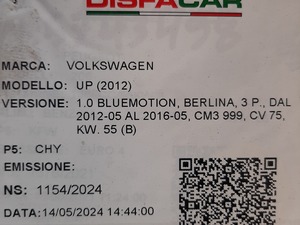 DISFACAR
MARCA: VOLKSWAGEN
MODELLO: UP (2012)
VERSIONE: 1.0 BLUEMOTION, BERLINA, 3 P., DAL
2012-05 AL 2016-05, CM3 999, CV 75,
KW. 55 (B)
P5: CHY
EMISSIONE:
NS: 1154/2024
DATA:14/05/2024 14:44:00